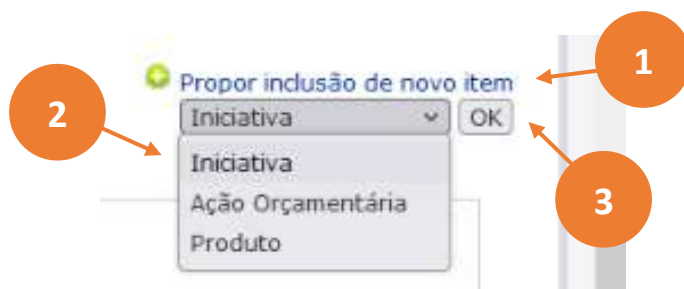 1
Propor inclusão de novo item
2
Iniciativa OK
Iniciativa
Ação Orçamentária
3
Produto